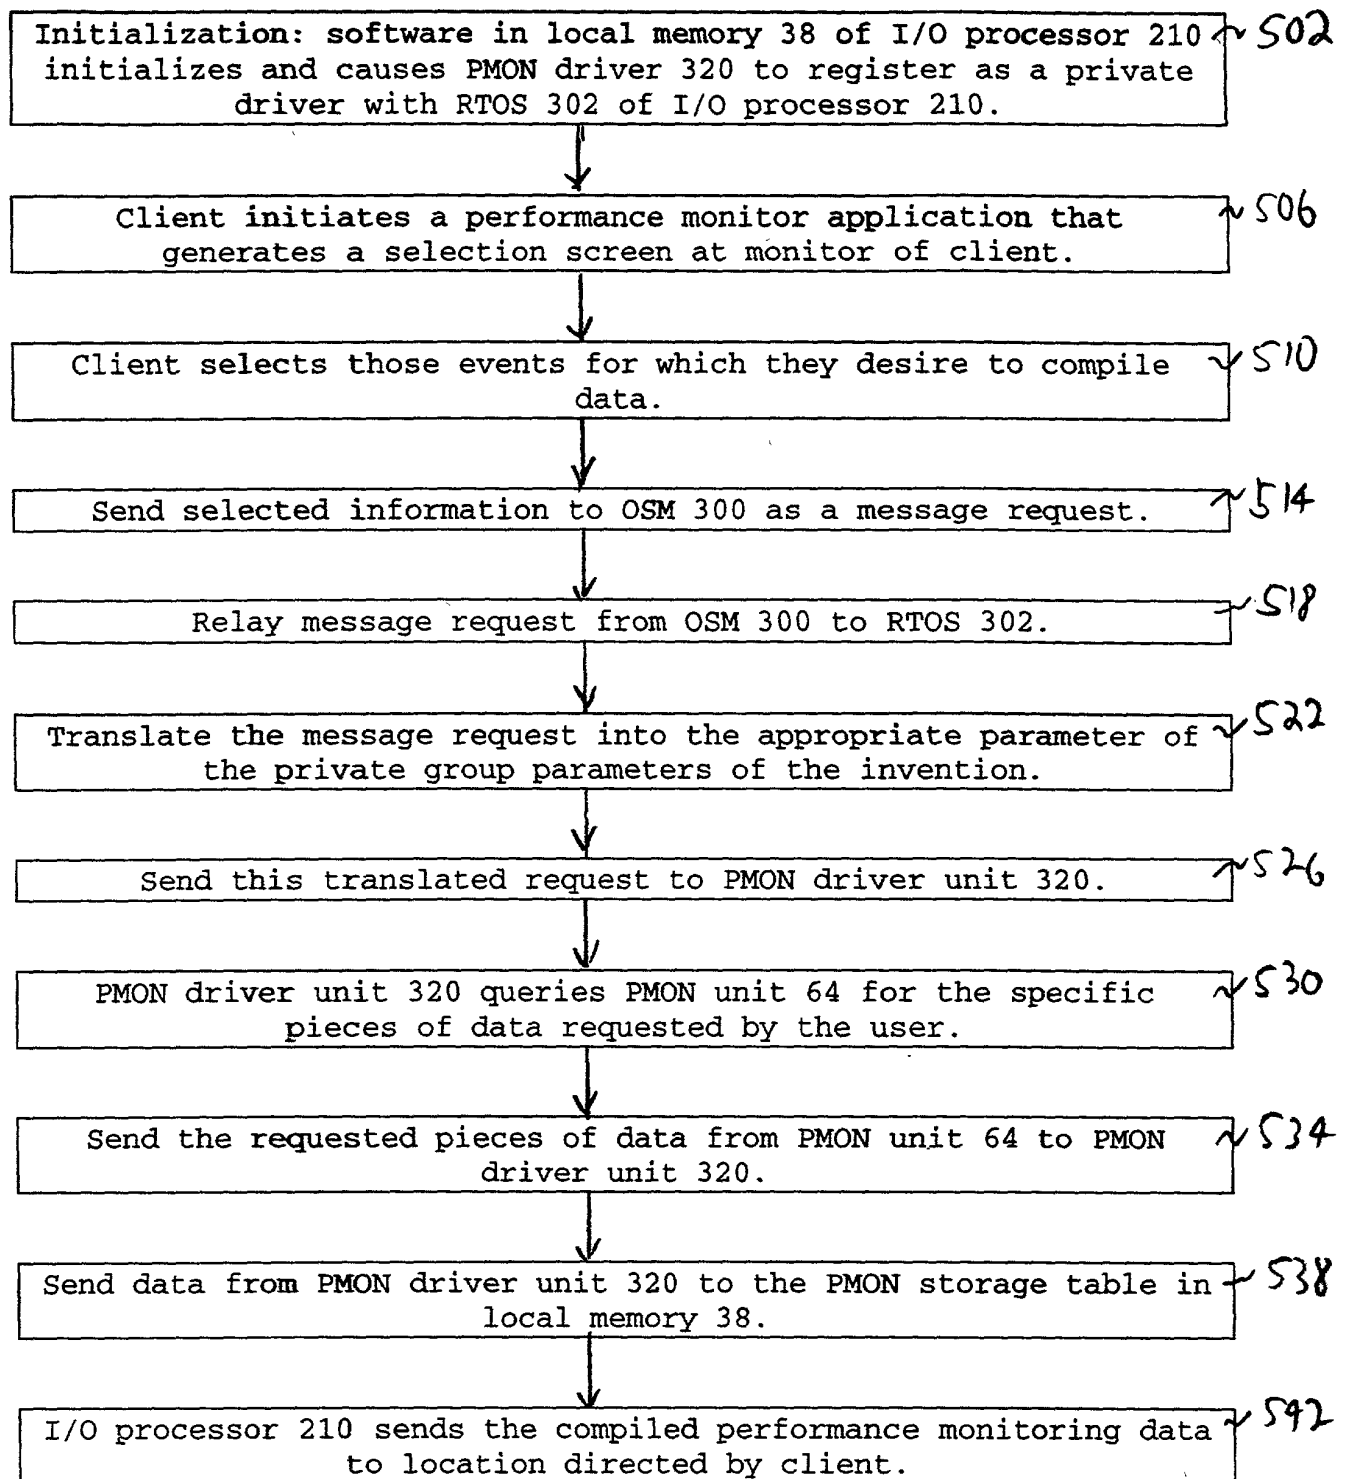 Initialization: software in local memory 38 of I/O processor 210
initializes and causes PMON driver 320 to register as a private
driver with RTOS 302 of I/O processor 210.
502
Client initiates a performance monitor application that
generates a selection screen at monitor of client.
506
Client selects those events for which they desire to compile
data.
510
Send selected information to OSM 300 as a message request.
514
Relay message request from OSM 300 to RTOS 302.
518
Translate the message request into the appropriate parameter of
the private group parameters of the invention.
522
Send this translated request to PMON driver unit 320.
526
PMON driver unit 320 queries PMON unit 64 for the specific
pieces of data requested by the user.
530
Send the requested pieces of data from PMON unit 64 to PMON
driver unit 320.
534
Send data from PMON driver unit 320 to the PMON storage table in
local memory 38.
538
I/O processor 210 sends the compiled performance monitoring data
to location directed by client.
542